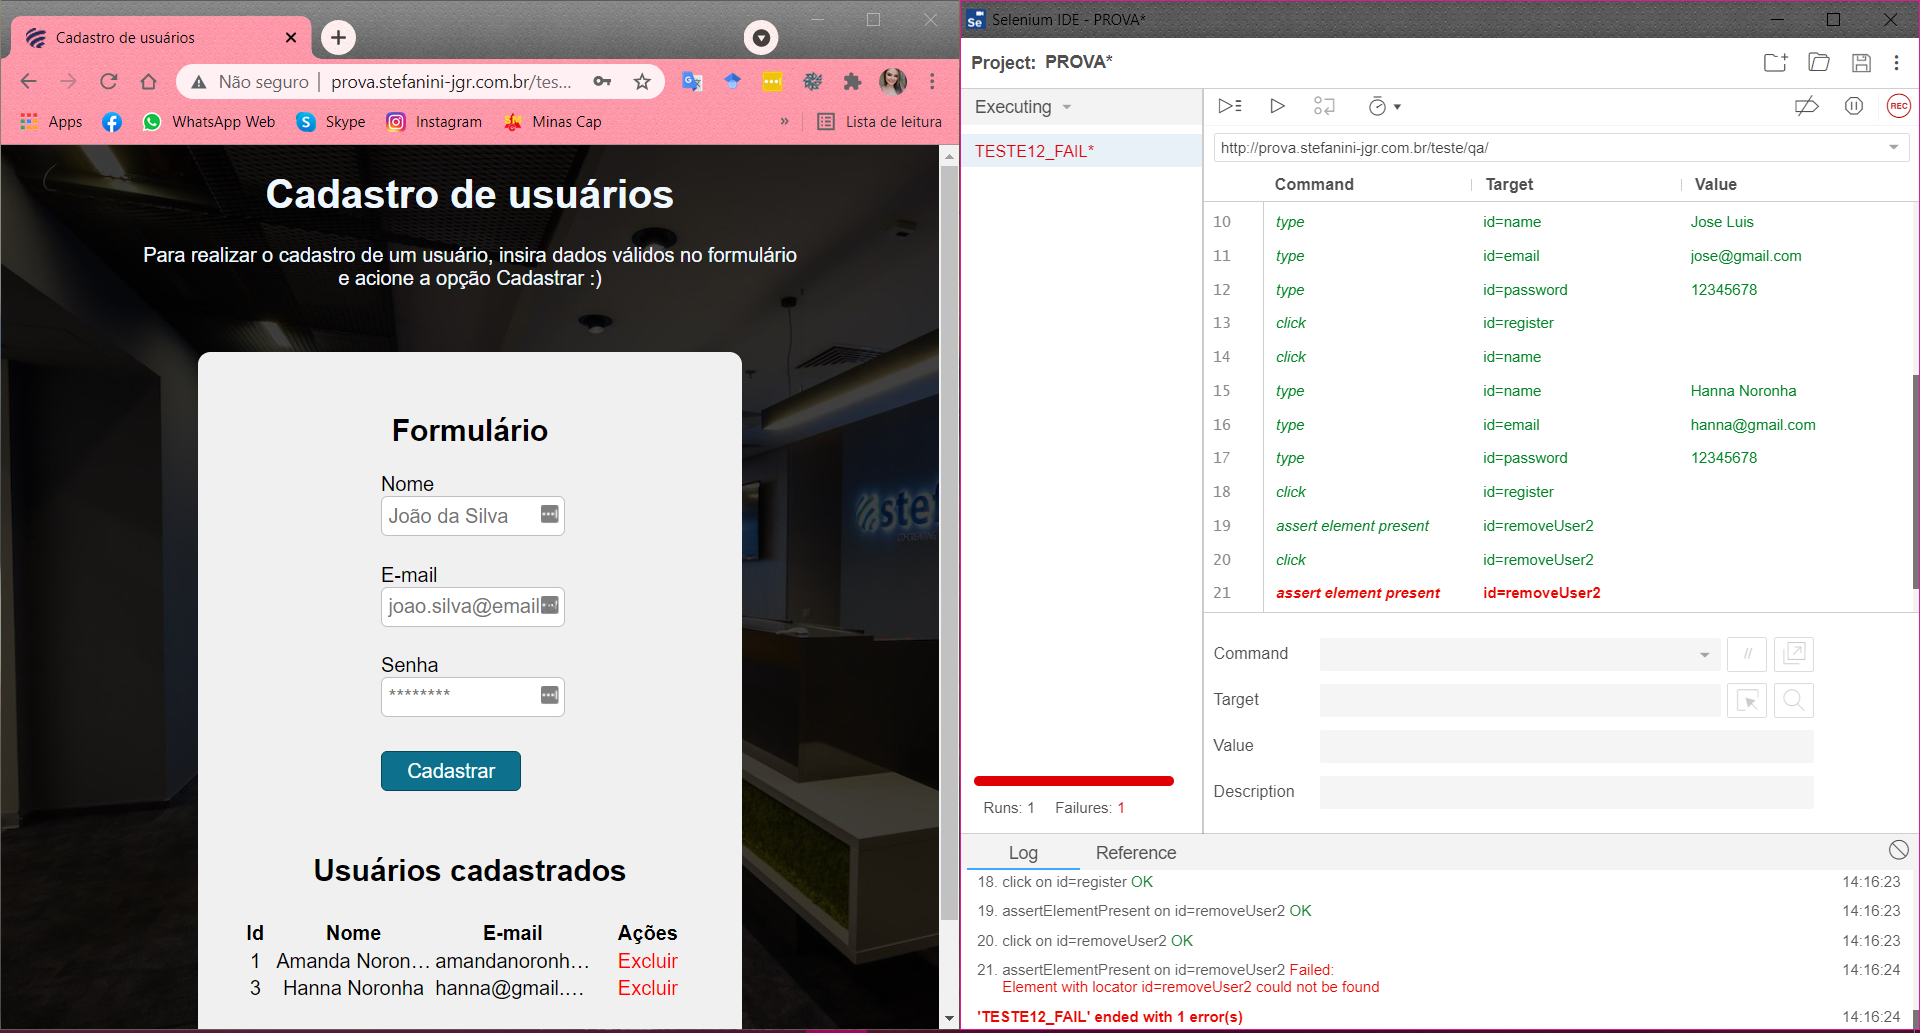 Cadastro de usuários
Não seguro
prova.stefanini-jgr.com.br/tes...
Apps
WhatsApp Web
Skype
Instagram
Minas Cap
»
Lista de leitura
Cadastro de usuários
Para realizar o cadastro de um usuário, insira dados válidos no formulário
e acione a opção Cadastrar :)
Formulário
Nome
João da Silva
E-mail
joao.silva@email
Senha
********
Cadastrar
Usuários cadastrados
Id Nome E-mail Ações
1 Amanda Noron... amandanoronh... Excluir
3 Hanna Noronha hanna@gmail.... Excluir
stef
Se Selenium IDE - PROVA*
Project: PROVA*
Executing
REC
TESTE12_FAIL*
http://prova.stefanini-jgr.com.br/teste/qa/
Command Target Value
10 type id=name Jose Luis
11 type id=email jose@gmail.com
12 type id=password 12345678
13 click id=register
14 click id=name
15 type id=name Hanna Noronha
16 type id=email hanna@gmail.com
17 type id=password 12345678
18 click id=register
19 assert element present id=removeUser2
20 click id=removeUser2
21 assert element present id=removeUser2
Command //
Target
Value
Description
Runs: 1 Failures: 1
Log Reference
18. click on id=register OK 14:16:23
19. assertElementPresent on id=removeUser2 OK 14:16:23
20. click on id=removeUser2 OK 14:16:23
21. assertElementPresent on id=removeUser2 Failed: 14:16:24
Element with locator id=removeUser2 could not be found
'TESTE12_FAIL' ended with 1 error(s) 14:16:24